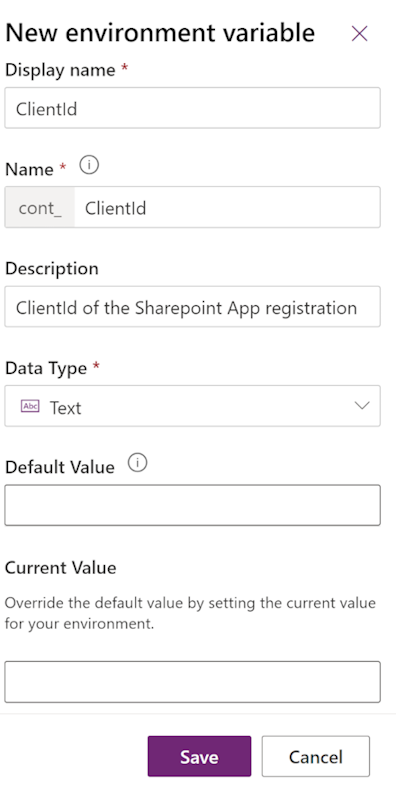 New environment variable
Display name *
ClientId
Name *
cont_ ClientId
Description
ClientId of the Sharepoint App registration
Data Type *
Abc Text
Default Value
Current Value
Override the default value by setting the current value
for your environment.
Save Cancel